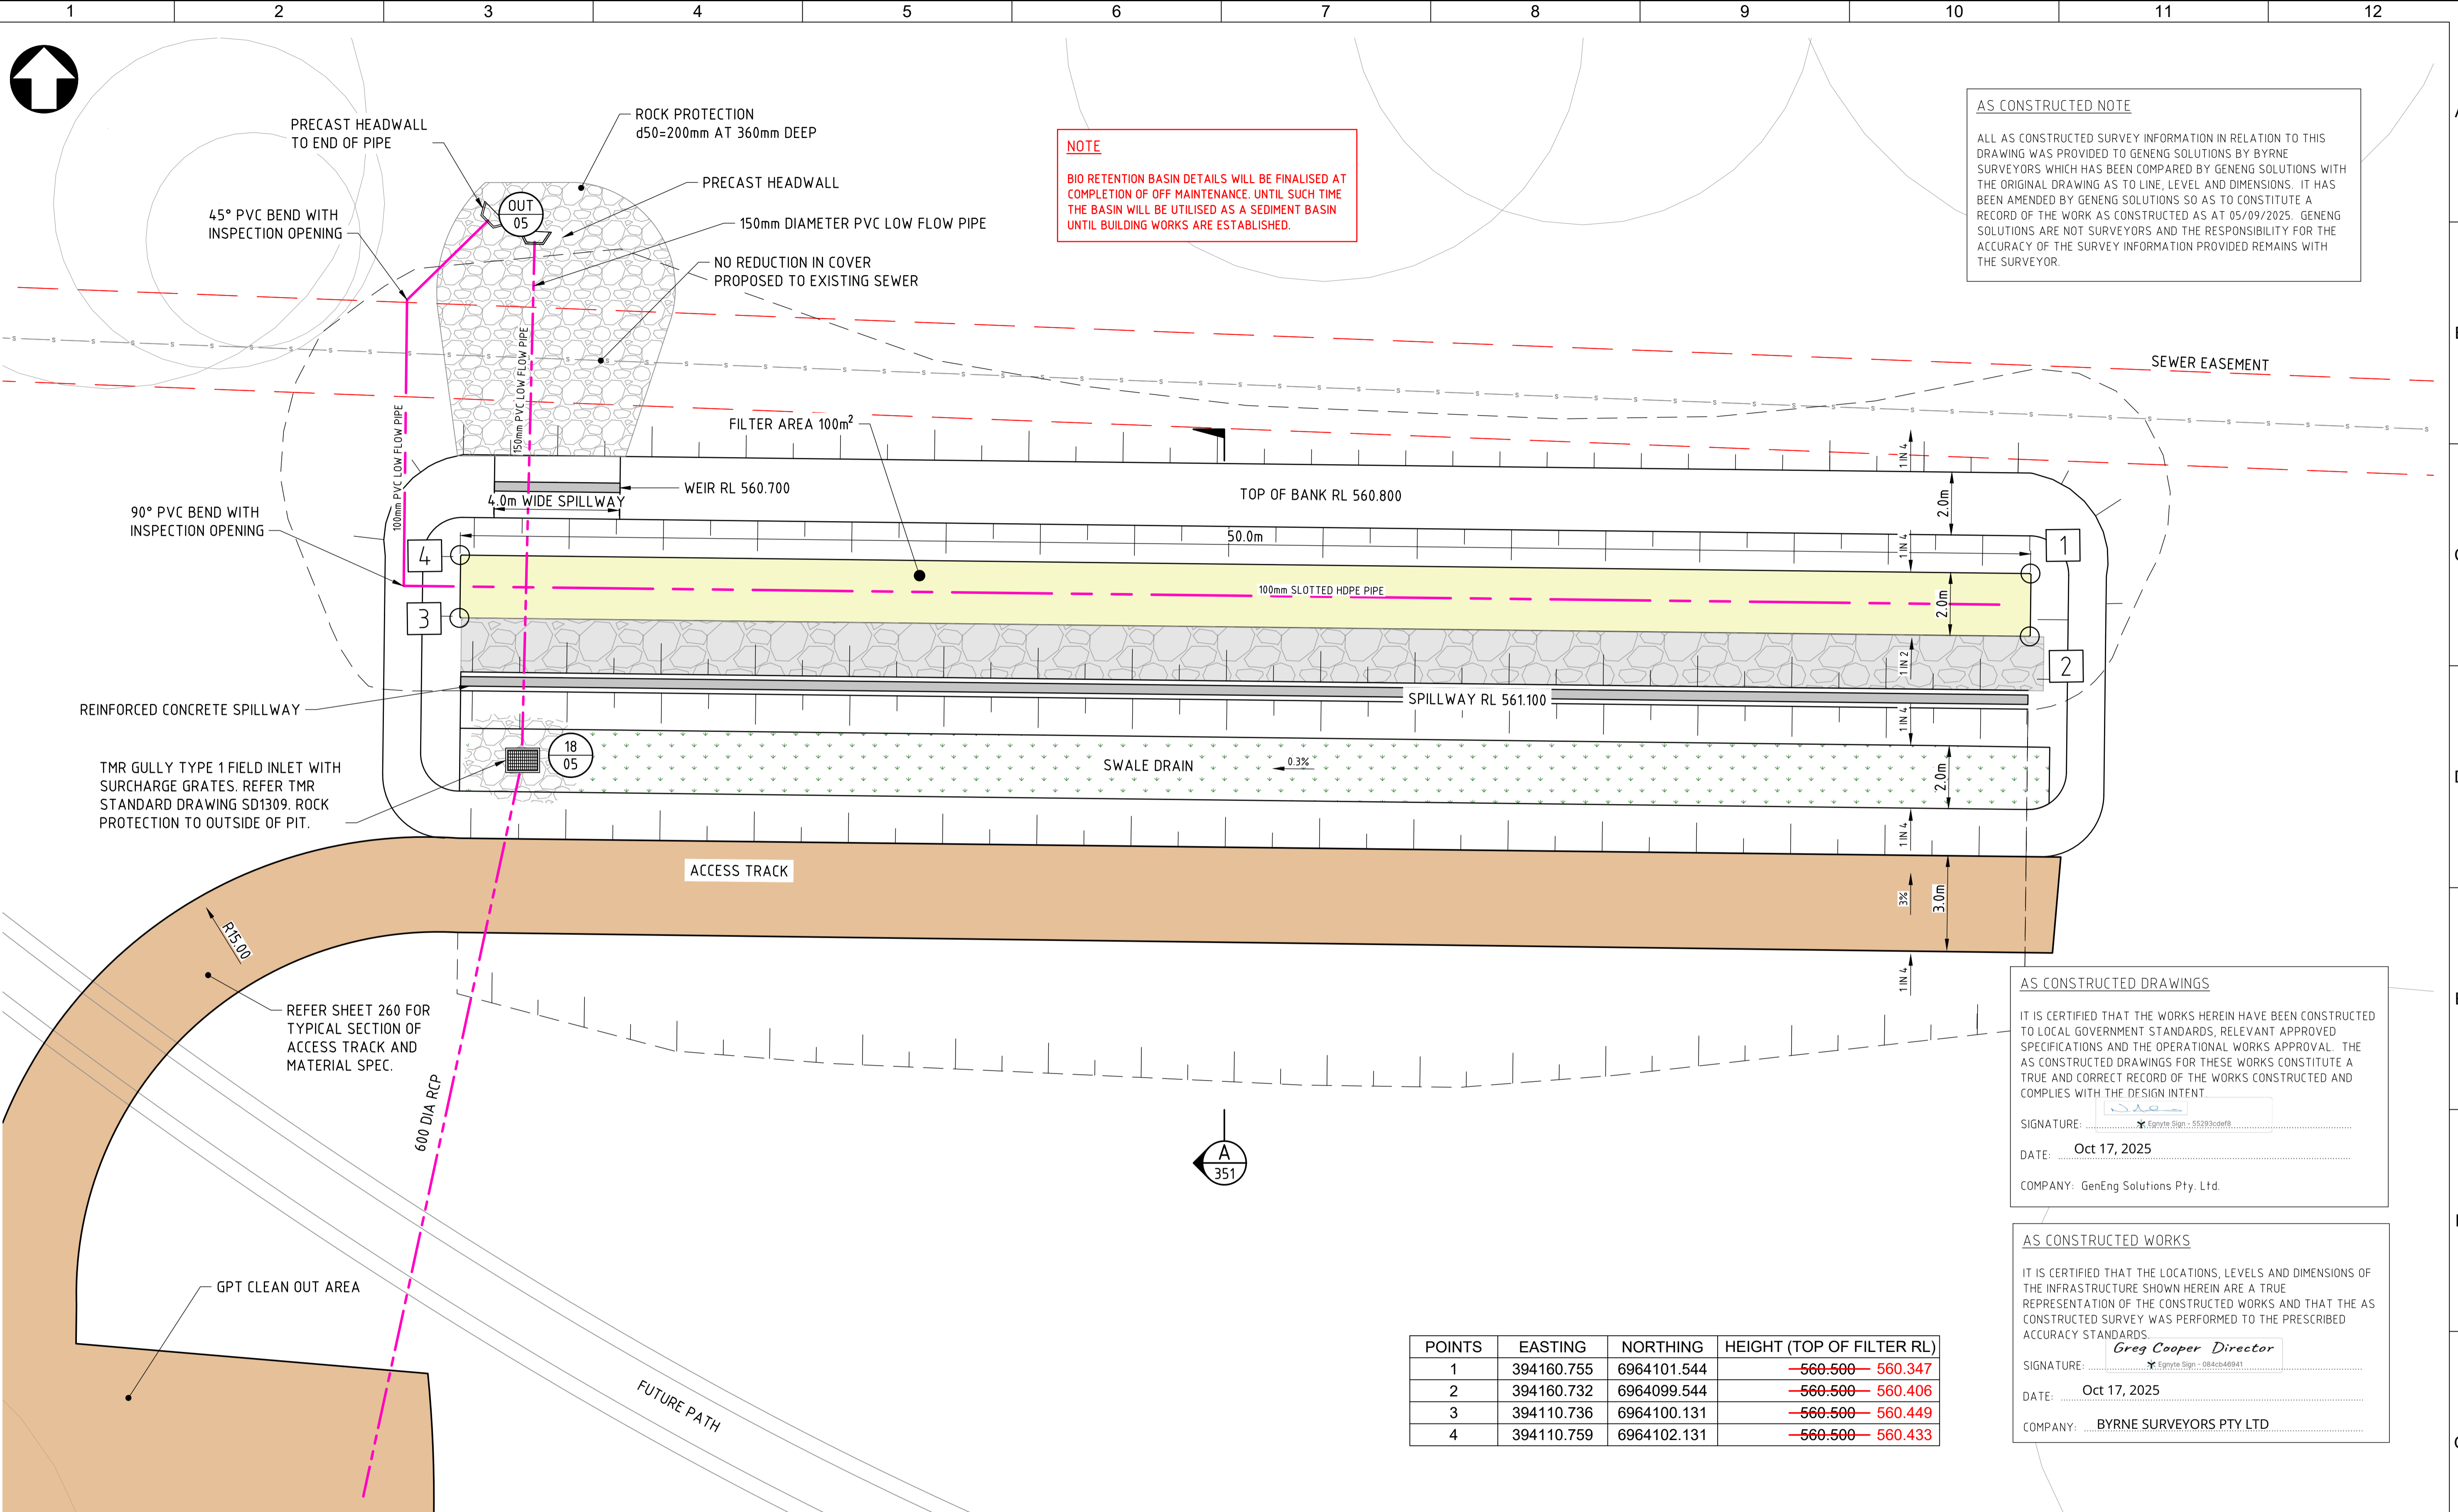 1 2 3 4 5 6 7 8 9 10 11 12
PRECAST HEADWALL
TO END OF PIPE
ROCK PROTECTION
d50=200mm AT 360mm DEEP
PRECAST HEADWALL
OUT
05
45° PVC BEND WITH
INSPECTION OPENING
150mm DIAMETER PVC LOW FLOW PIPE
NO REDUCTION IN COVER
PROPOSED TO EXISTING SEWER
NOTE
BIO RETENTION BASIN DETAILS WILL BE FINALISED AT
COMPLETION OF OFF MAINTENANCE. UNTIL SUCH TIME
THE BASIN WILL BE UTILISED AS A SEDIMENT BASIN
UNTIL BUILDING WORKS ARE ESTABLISHED.
AS CONSTRUCTED NOTE
ALL AS CONSTRUCTED SURVEY INFORMATION IN RELATION TO THIS
DRAWING WAS PROVIDED TO GENENG SOLUTIONS BY BYRNE
SURVEYORS WHICH HAS BEEN COMPARED BY GENENG SOLUTIONS WITH
THE ORIGINAL DRAWING AS TO LINE, LEVEL AND DIMENSIONS. IT HAS
BEEN AMENDED BY GENENG SOLUTIONS SO AS TO CONSTITUTE A
RECORD OF THE WORK AS CONSTRUCTED AS AT 05/09/2025. GENENG
SOLUTIONS ARE NOT SURVEYORS AND THE RESPONSIBILITY FOR THE
ACCURACY OF THE SURVEY INFORMATION PROVIDED REMAINS WITH
THE SURVEYOR.
SEWER EASEMENT
100mm PVC LOW FLOW PIPE
150mm PVC LOW FLOW PIPE
FILTER AREA 100m²
1 IN 4
WEIR RL 560.700
4.0m WIDE SPILLWAY
TOP OF BANK RL 560.800
2.0m
90° PVC BEND WITH
INSPECTION OPENING
50.0m
1 IN 4
4
1
100mm SLOTTED HDPE PIPE
2.0m
3
1 IN 2
2
REINFORCED CONCRETE SPILLWAY
SPILLWAY RL 561.100
1 IN 4
18
05
SWALE DRAIN
0.3%
2.0m
TMR GULLY TYPE 1 FIELD INLET WITH
SURCHARGE GRATES. REFER TMR
STANDARD DRAWING SD1309. ROCK
PROTECTION TO OUTSIDE OF PIT.
1 IN 4
ACCESS TRACK
3%
3.0m
R15.00
1 IN 4
REFER SHEET 260 FOR
TYPICAL SECTION OF
ACCESS TRACK AND
MATERIAL SPEC.
600 DIA RCP
A
351
AS CONSTRUCTED DRAWINGS
IT IS CERTIFIED THAT THE WORKS HEREIN HAVE BEEN CONSTRUCTED
TO LOCAL GOVERNMENT STANDARDS, RELEVANT APPROVED
SPECIFICATIONS AND THE OPERATIONAL WORKS APPROVAL. THE
AS CONSTRUCTED DRAWINGS FOR THESE WORKS CONSTITUTE A
TRUE AND CORRECT RECORD OF THE WORKS CONSTRUCTED AND
COMPLIES WITH THE DESIGN INTENT.
SIGNATURE:
Egnyte Sign - 55293cdef8
DATE: Oct 17, 2025
COMPANY: GenEng Solutions Pty. Ltd.
AS CONSTRUCTED WORKS
IT IS CERTIFIED THAT THE LOCATIONS, LEVELS AND DIMENSIONS OF
THE INFRASTRUCTURE SHOWN HEREIN ARE A TRUE
REPRESENTATION OF THE CONSTRUCTED WORKS AND THAT THE AS
CONSTRUCTED SURVEY WAS PERFORMED TO THE PRESCRIBED
ACCURACY STANDARDS.
Greg Cooper Director
SIGNATURE:
Egnyte Sign - 084cb46941
DATE: Oct 17, 2025
COMPANY: BYRNE SURVEYORS PTY LTD
GPT CLEAN OUT AREA
FUTURE PATH
POINTS EASTING NORTHING HEIGHT (TOP OF FILTER RL)
1 394160.755 6964101.544 560.500 560.347
2 394160.732 6964099.544 560.500 560.406
3 394110.736 6964100.131 560.500 560.449
4 394110.759 6964102.131 560.500 560.433